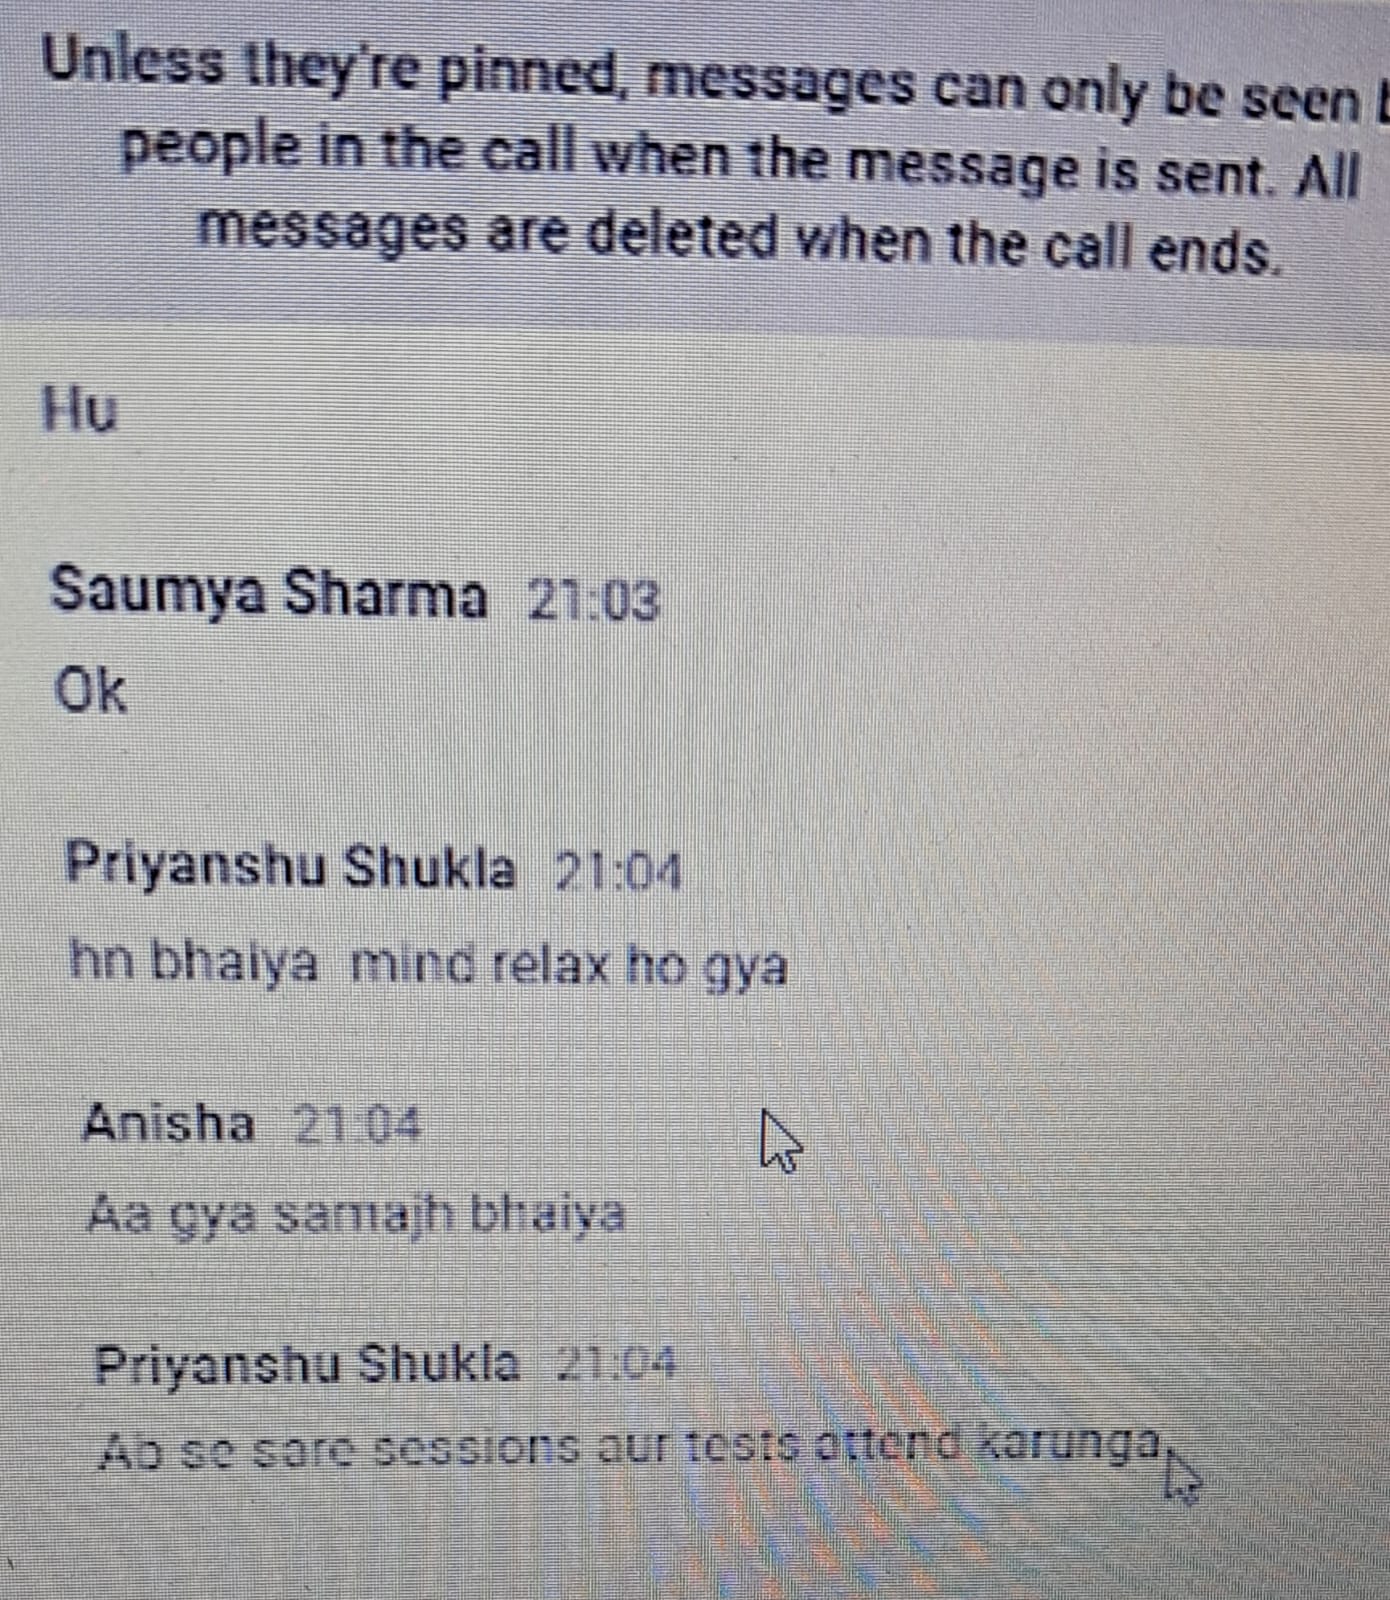 Unless they're pinned, messages can only be seen
people in the call when the message is sent. All
messages are deleted when the call ends.
Hu
Saumya Sharma 21:03
Ok
Priyanshu Shukla 21:04
hn bhaiya mind relax ho gya
Anisha 21:04
Aa gya samajh bhaiya
Priyanshu Shukla 21:04
Ab se sare sessions aur tests attend karunga